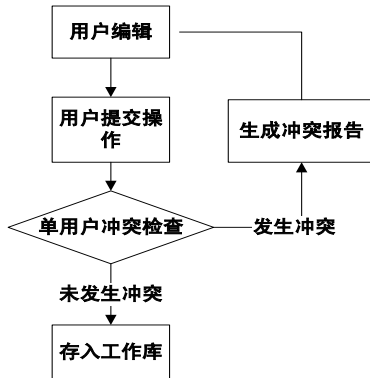 用户编辑
用户提交操
作
生成冲突报告
单用户冲突检查
发生冲突
未发生冲突
存入工作库